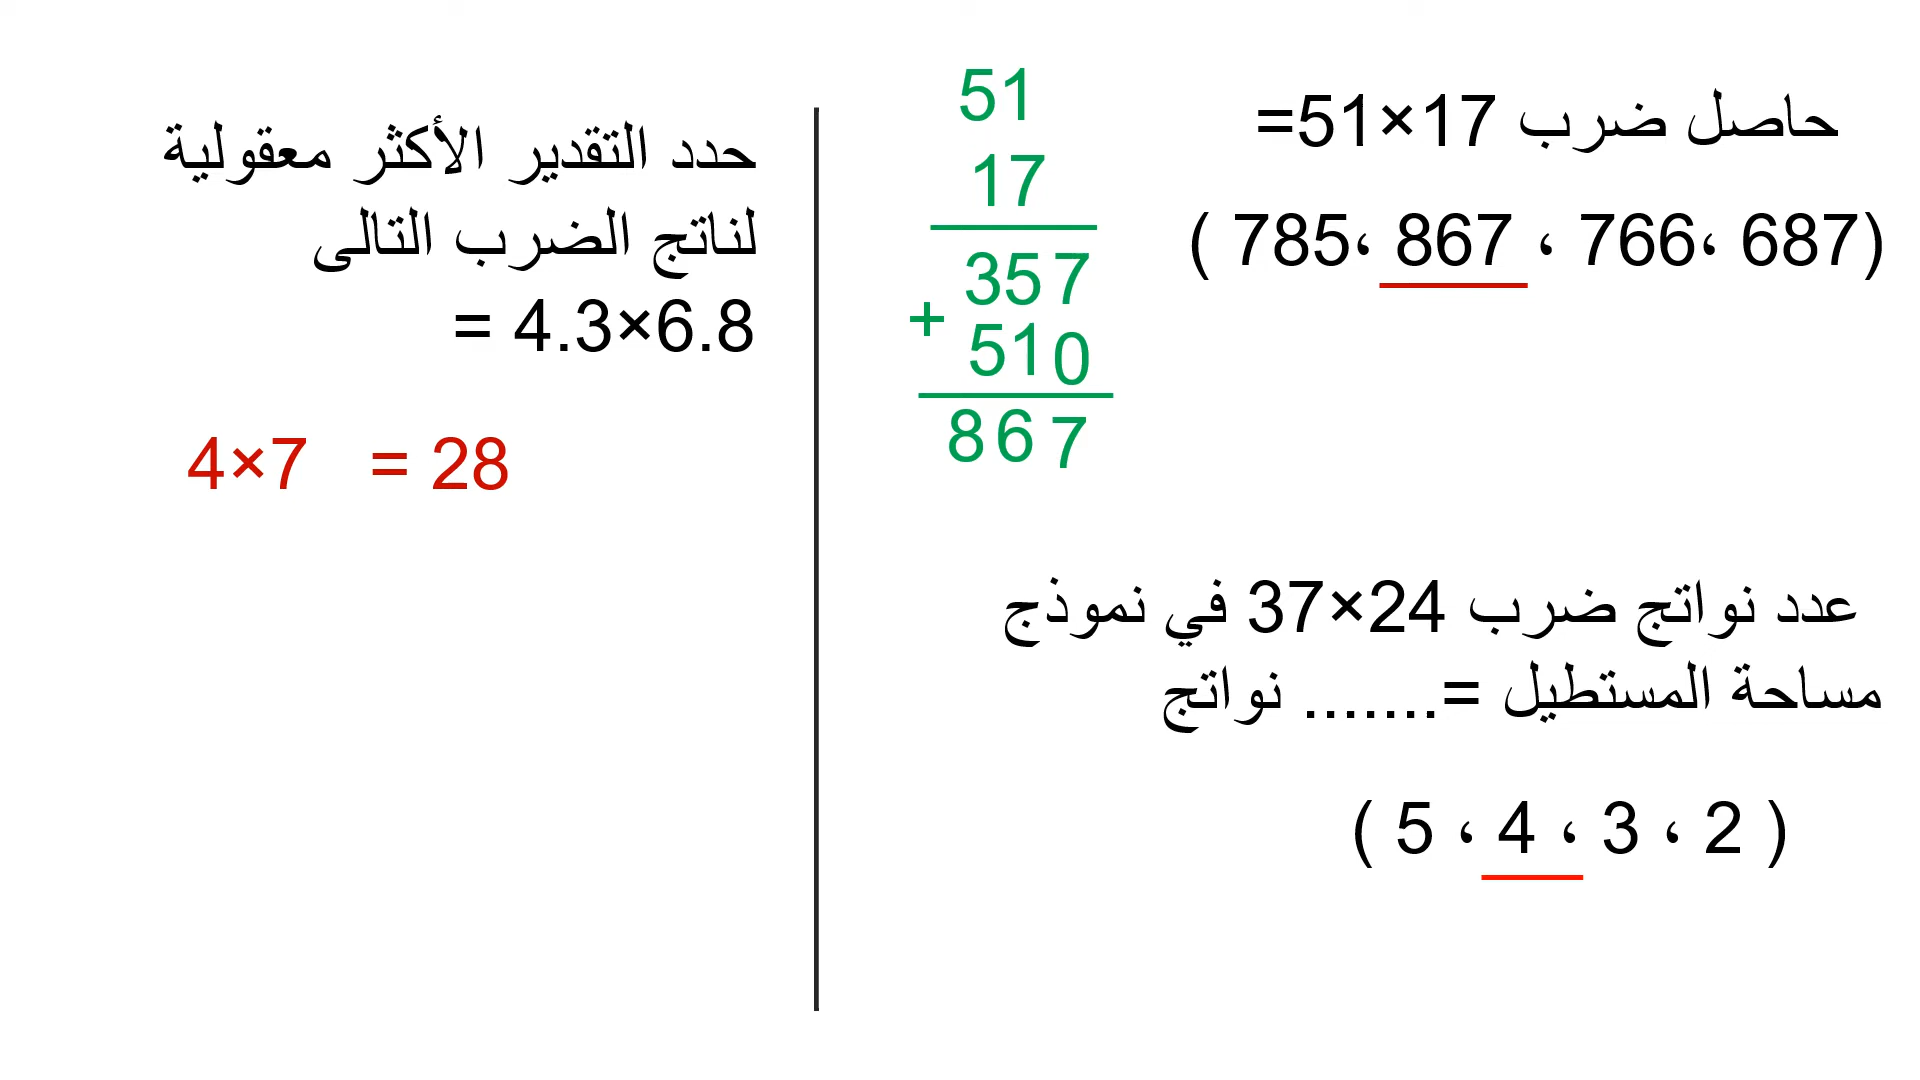 حاصل ضرب 17×51=
(687 ،766 ، 867 ،785 )
51
17
357
+
510
867
عدد نواتج ضرب 24×37 في نموذج
مساحة المستطيل =....... نواتج
( 2 ، 3 ، 4 ، 5 )
حدد التقدير الأكثر معقولية
لناتج الضرب التالى
= 4.3×6.8
4×7 = 28